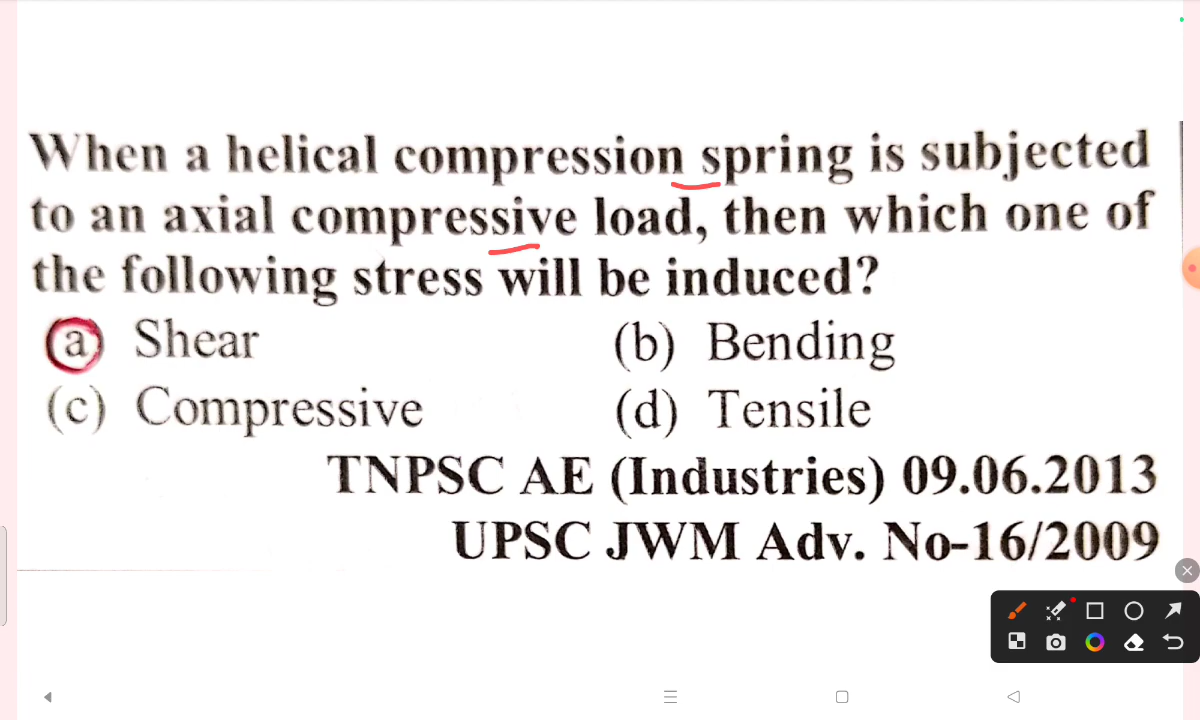 When a helical compression spring is subjected
to an axial compressive load, then which one of
the following stress will be induced?
(a) Shear (b) Bending
(c) Compressive (d) Tensile
TNPSC AE (Industries) 09.06.2013
UPSC JWM Adv. No-16/2009